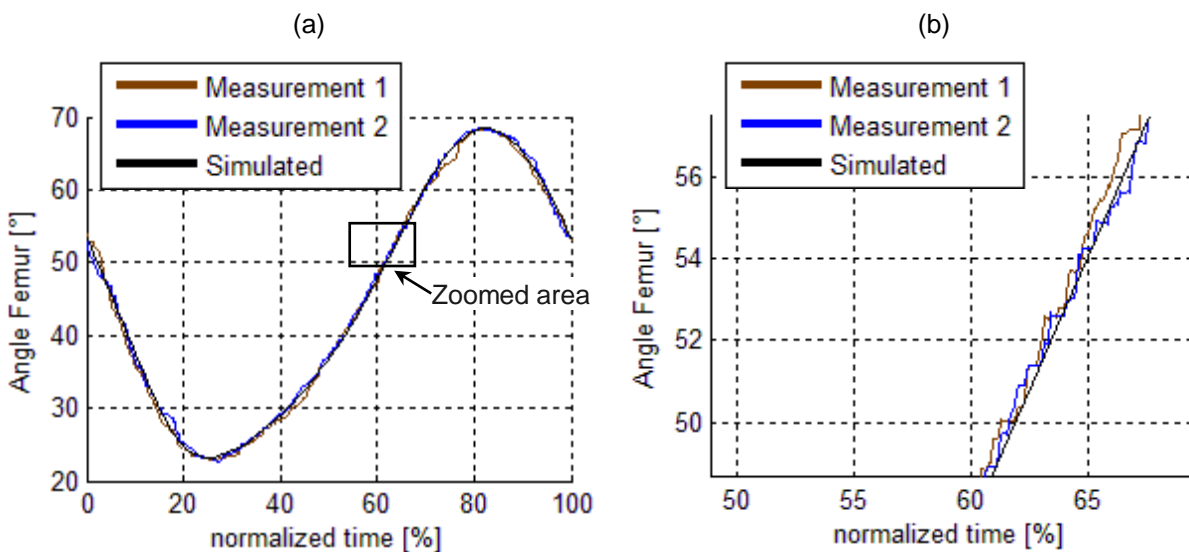 (a)
Measurement 1
Measurement 2
Simulated
70
60
50
40
30
20
Angle Femur [°]
Zoomed area
0 20 40 60 80 100
normalized time [%]
(b)
Measurement 1
Measurement 2
Simulated
56
54
52
50
Angle Femur [°]
50 55 60 65
normalized time [%]